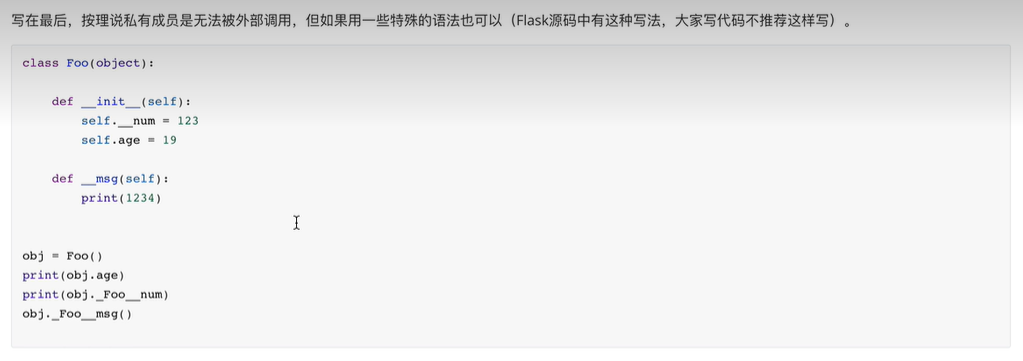 写在最后，按理说私有成员是无法被外部调用，但如果用一些特殊的语法也可以（Flask源码中有这种写法，大家写代码不推荐这样写）。
class Foo(object):
    def __init__(self):
        self.__num = 123
        self.age = 19
    def __msg(self):
        print(1234)
obj = Foo()
print(obj.age)
print(obj._Foo__num)
obj._Foo__msg()